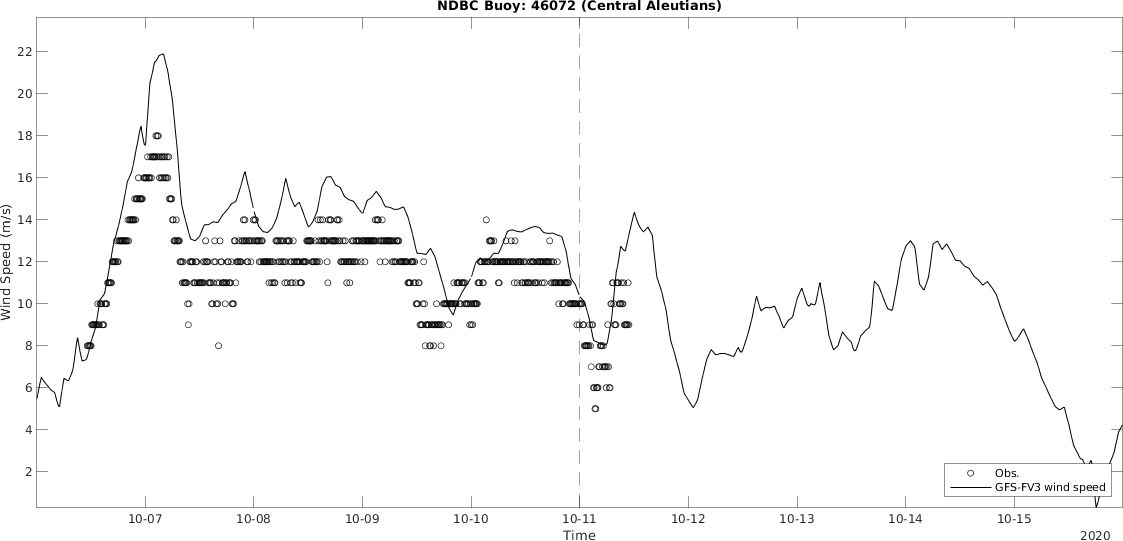 NDBC Buoy: 46072 (Central Aleutians)
Wind Speed (m/s)
22
20
18
16
14
12
10
8
6
4
2
Obs.
GFS-FV3 wind speed
10-07 10-08 10-09 10-10 10-11 10-12 10-13 10-14 10-15
Time
2020